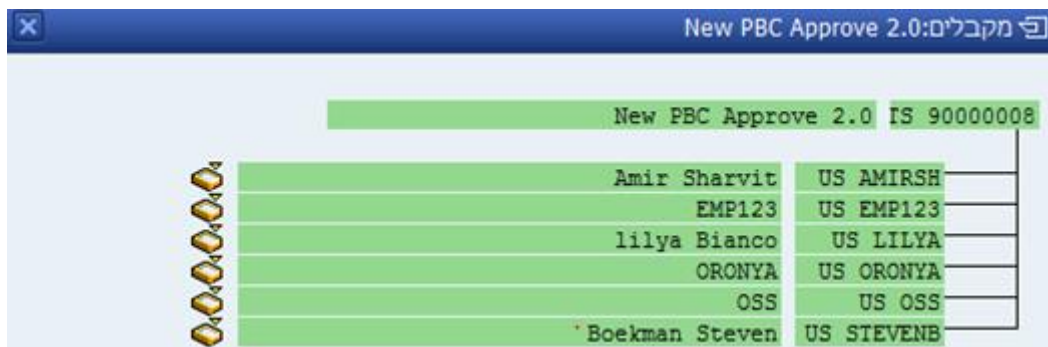 מקבלים:New PBC Approve 2.0
TS 90000008 New PBC Approve 2.0
US AMIRSH Amir Sharvit
US EMP123 EMP123
US LILYA lilya Bianco
US ORONYA ORONYA
US OSS OSS
US STEVENB Boekman Steven'